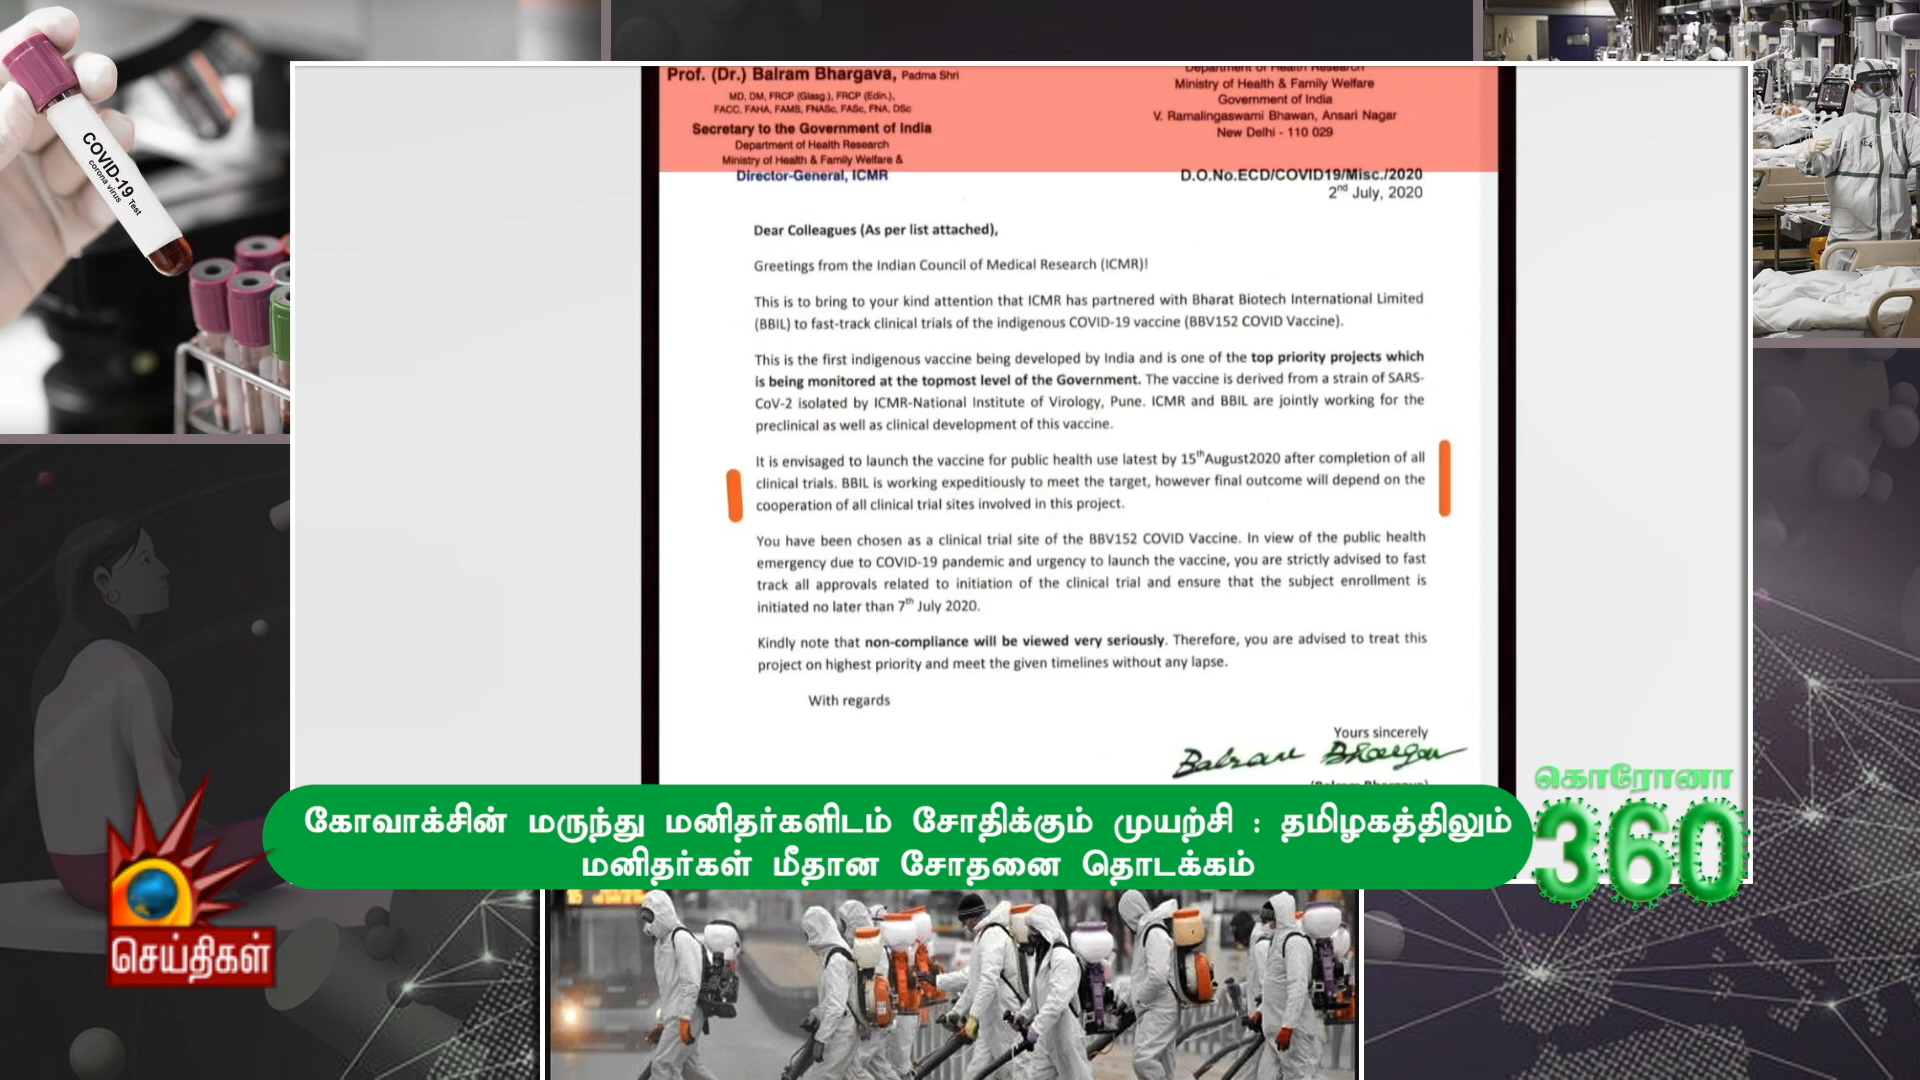 COVID-19 Test
corona virus
Prof. (Dr.) Balram Bhargava, Padma Shri
MD, DM, FRCP (Glasg.), FRCP (Edin.),
FACC, FAHA, FAMS, FNASc, FASc, FNA, DSc
Secretary to the Government of India
Department of Health Research
Ministry of Health & Family Welfare &
Director-General, ICMR
Department of Health Research
Ministry of Health & Family Welfare
Government of India
V. Ramalingaswami Bhawan, Ansari Nagar
New Delhi - 110 029
D.O.No.ECD/COVID19/Misc./2020
2nd July, 2020
Dear Colleagues (As per list attached),
Greetings from the Indian Council of Medical Research (ICMR)!
This is to bring to your kind attention that ICMR has partnered with Bharat Biotech International Limited
(BBIL) to fast-track clinical trials of the indigenous COVID-19 vaccine (BBV152 COVID Vaccine).
This is the first indigenous vaccine being developed by India and is one of the top priority projects which
is being monitored at the topmost level of the Government. The vaccine is derived from a strain of SARS-
CoV-2 isolated by ICMR-National Institute of Virology, Pune. ICMR and BBIL are jointly working for the
preclinical as well as clinical development of this vaccine.
It is envisaged to launch the vaccine for public health use latest by 15thAugust2020 after completion of all
clinical trials. BBIL is working expeditiously to meet the target, however final outcome will depend on the
cooperation of all clinical trial sites involved in this project.
You have been chosen as a clinical trial site of the BBV152 COVID Vaccine. In view of the public health
emergency due to COVID-19 pandemic and urgency to launch the vaccine, you are strictly advised to fast
track all approvals related to initiation of the clinical trial and ensure that the subject enrollment is
initiated no later than 7th July 2020.
Kindly note that non-compliance will be viewed very seriously. Therefore, you are advised to treat this
project on highest priority and meet the given timelines without any lapse.
With regards
Yours sincerely
Balram Bhargava
கொரோனா
360
கோவாக்சின் மருந்து மனிதர்களிடம் சோதிக்கும் முயற்சி : தமிழகத்திலும்
மனிதர்கள் மீதான சோதனை தொடக்கம்
செய்திகள்